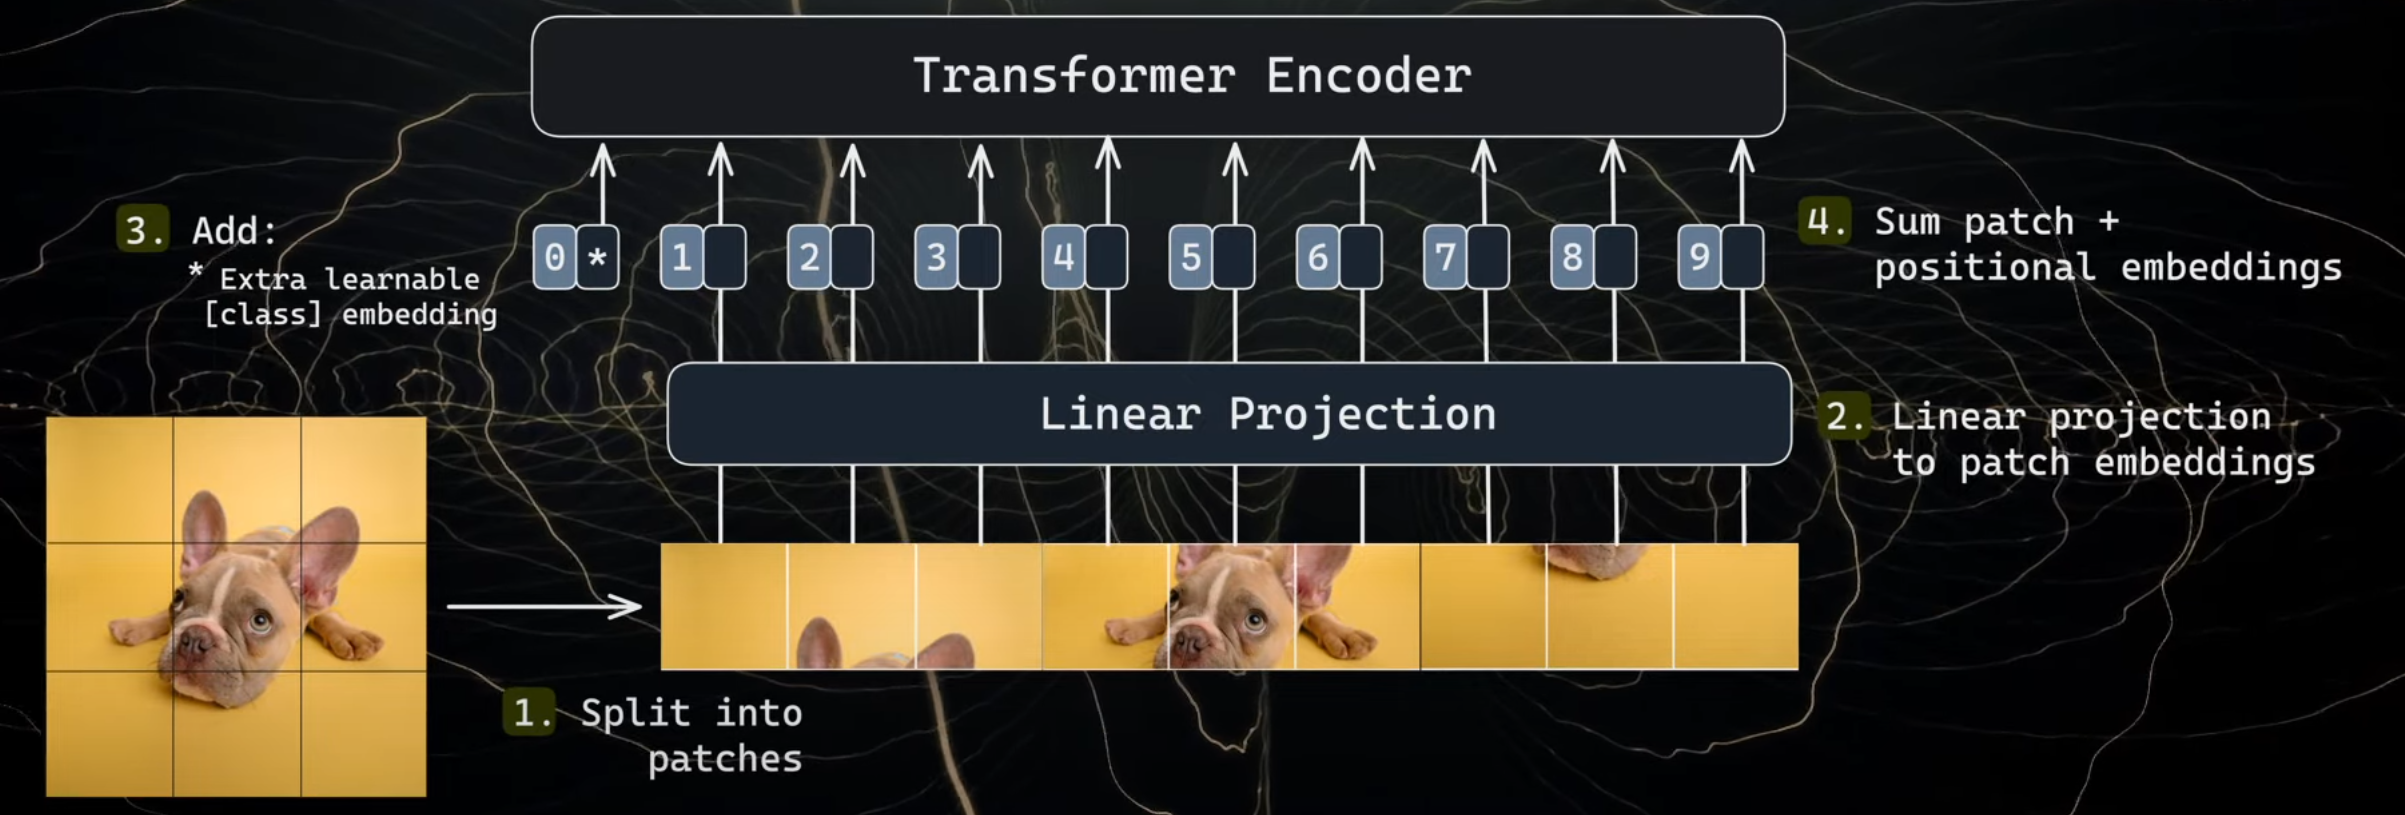 Transformer Encoder
3. Add:
* Extra learnable
[class] embedding
0 * 1 2 3 4 5 6 7 8 9
4. Sum patch +
positional embeddings
Linear Projection
2. Linear projection
to patch embeddings
1. Split into
patches